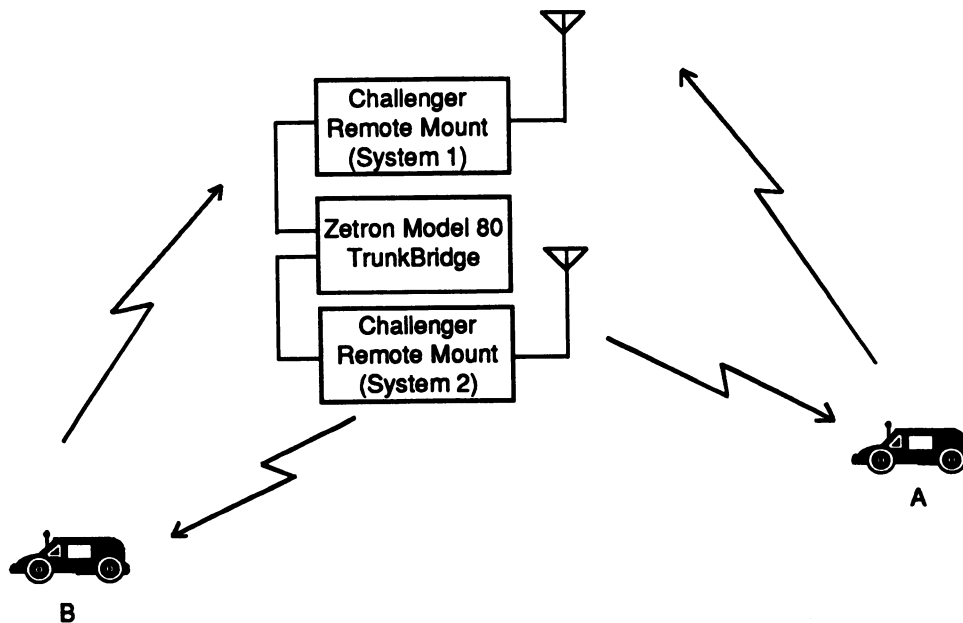 Challenger
Remote Mount
(System 1)
Zetron Model 80
TrunkBridge
Challenger
Remote Mount
(System 2)
A
B